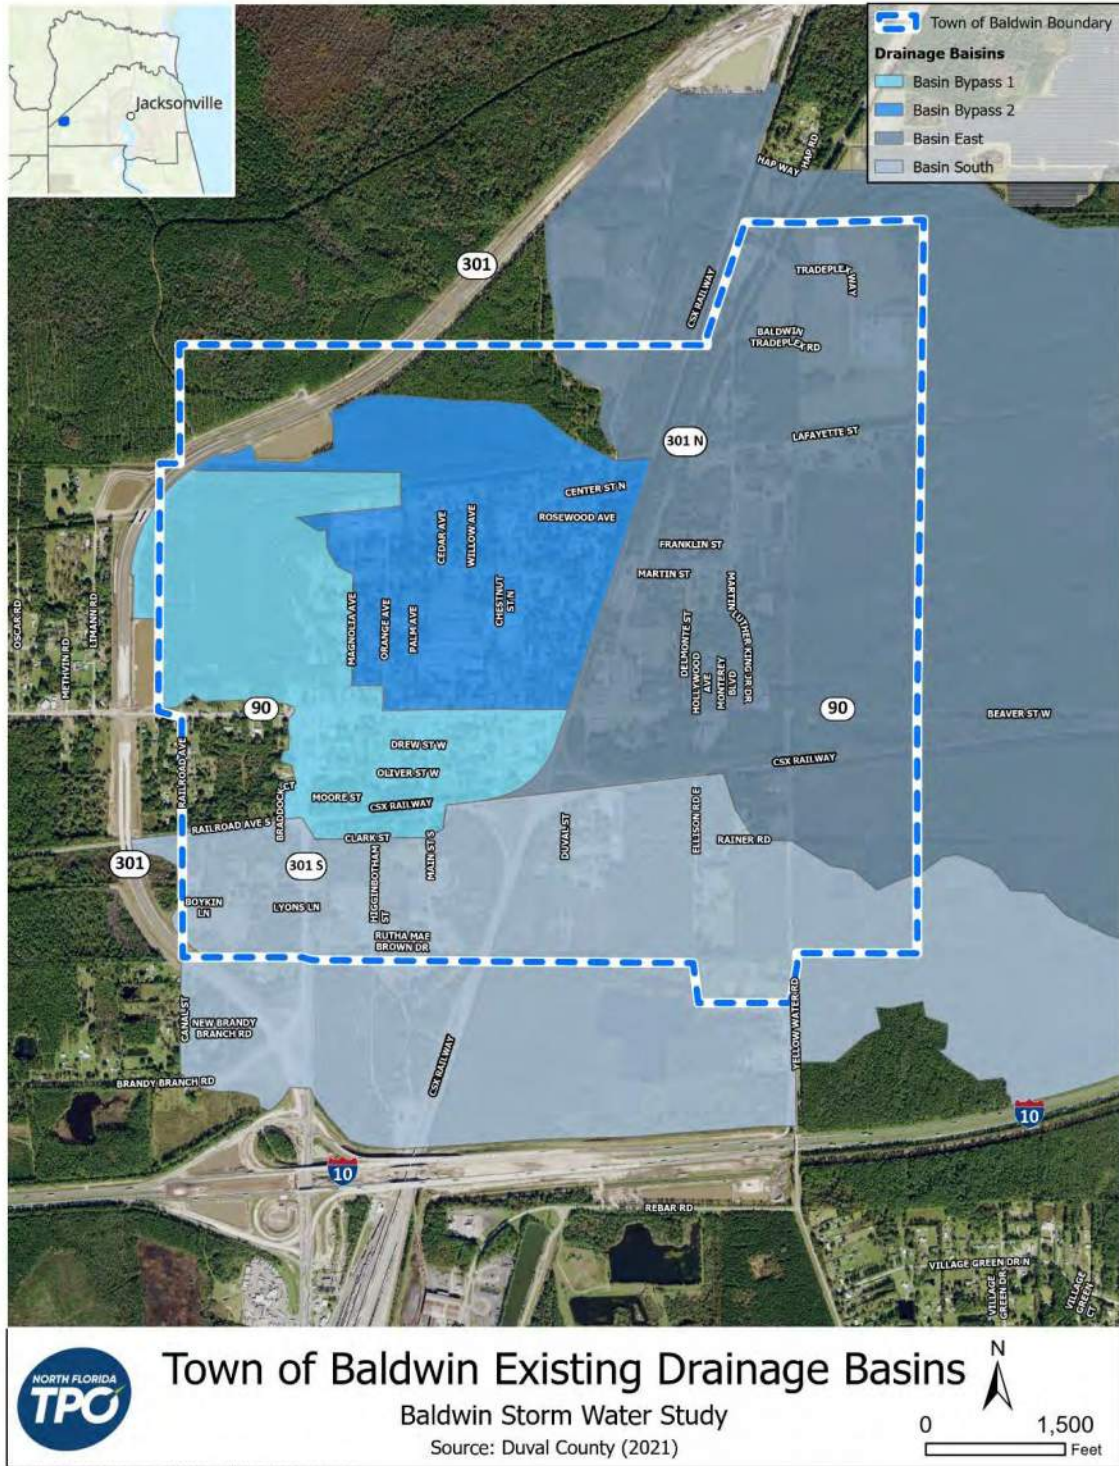 Jacksonville
Town of Baldwin Boundary
Drainage Baisins
Basin Bypass 1
Basin Bypass 2
Basin East
Basin South
HAP WAY
HAP RD
301
CSX RAILWAY
TRADEPLEX
WAY
BALDWIN
TRADEPLEX RD
301 N
LAFAYETTE ST
CENTER ST N
ROSEWOOD AVE
CEDAR AVE
WILLOW AVE
FRANKLIN ST
MARTIN ST
CHESTNUT
ST N
MARTIN LUTHER KING JR DR
OSCAR RD
METHVIN RD
LIMANN RD
MAGNOLIA AVE
ORANGE AVE
PALM AVE
DELMONTE ST
HOLLYWOOD
AVE
MONTEREY
BLVD
90
90
BEAVER ST W
RAILROAD AVE
DREW ST W
OLIVER ST W
CSX RAILWAY
MOORE ST
CSX RAILWAY
BRADDOCK CT
RAILROAD AVE S
CLARK ST
MAIN ST S
DUVAL ST
ELLISON RD E
RAINER RD
301
301 S
BOYKIN
LN
LYONS LN
HIGGINBOTHAM
ST
RUTHA MAE
BROWN DR
CANAL ST
NEW BRANDY
BRANCH RD
YELLOW WATER RD
CSX RAILWAY
BRANDY BRANCH RD
10
10
REBAR RD
VILLAGE GREEN DR N
VILLAGE
GREEN DR
VILLAGE
GREEN
CT
NORTH FLORIDA
TPO
Town of Baldwin Existing Drainage Basins
Baldwin Storm Water Study
Source: Duval County (2021)
N
0 1,500
Feet